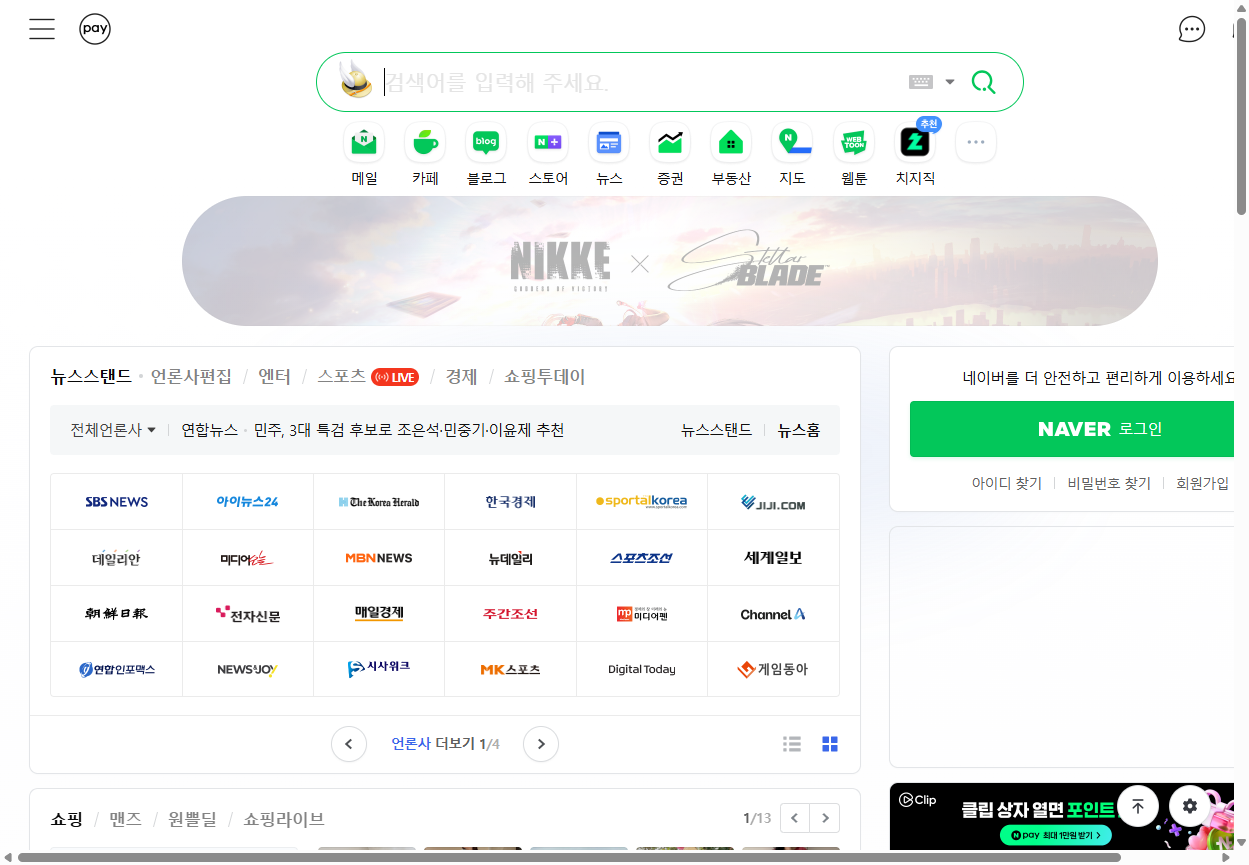 pay
검색어를 입력해 주세요.
N
blog
N+
N
WEB TOON
추천
메일 카페 블로그 스토어 뉴스 증권 부동산 지도 웹툰 치지직
NIKKE × Stellar BLADE
GODDESS OF VICTORY
뉴스스탠드 언론사편집 엔터 스포츠 LIVE 경제 쇼핑투데이
전체언론사 연합뉴스 민주, 3대 특검 후보로 조은석·민중기·이윤제 추천 뉴스스탠드 뉴스홈
SBS NEWS 아이뉴스24 The Korea Herald 한국경제 sportalkorea JIJI.COM
www.sportalkorea.com
데일리안 미디어오늘 MBN NEWS 뉴데일리 스포츠조선 세계일보
朝鮮日報 전자신문 매일경제 주간조선 mp 미디어펜 Channel A
연합인포맥스 NEWS&JOY 시사위크 MK스포츠 Digital Today 게임동아
언론사 더보기 1/4
네이버를 더 안전하고 편리하게 이용하세요
NAVER 로그인
아이디 찾기 비밀번호 찾기 회원가입
쇼핑 맨즈 원쁠딜 쇼핑라이브 1/13
Clip
클립 상자 열면 포인트
N pay 최대 1만원 받기 >